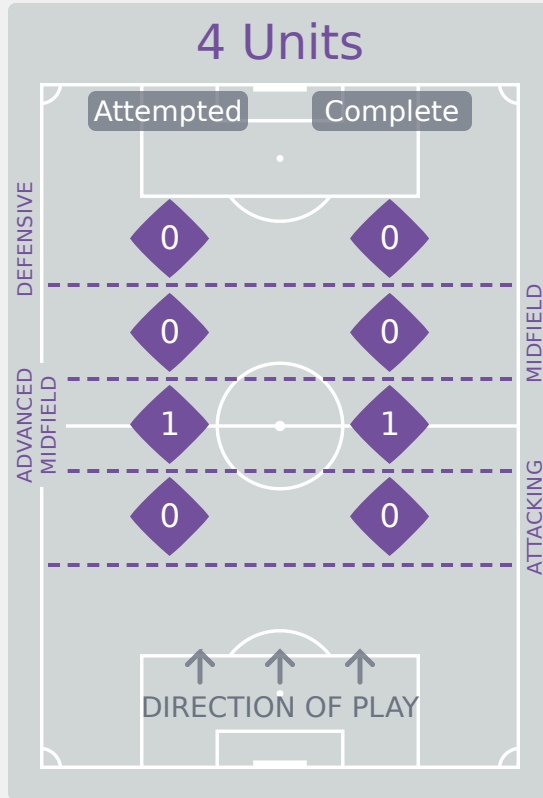 4 Units
Attempted
Complete
DEFENSIVE
0
0
MIDFIELD
0
0
ADVANCED
MIDFIELD
1
1
ATTACKING
0
0
DIRECTION OF PLAY